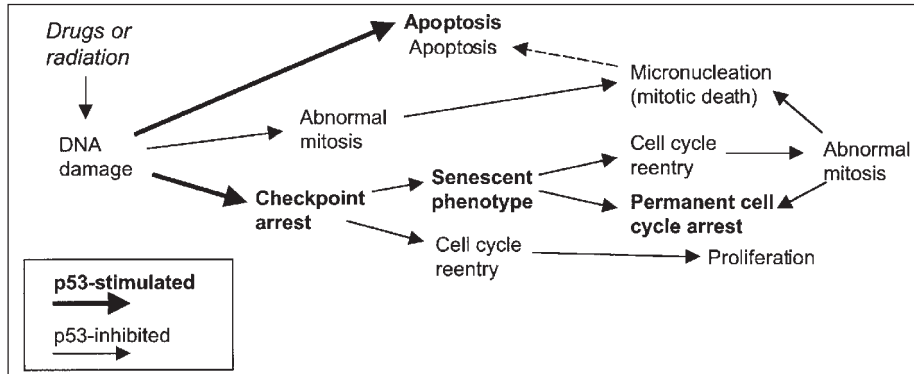 Drugs or
radiation
DNA
damage
Apoptosis
Apoptosis
Abnormal
mitosis
Micronucleation
(mitotic death)
Checkpoint
arrest
Senescent
phenotype
Cell cycle
reentry
Abnormal
mitosis
Permanent cell
cycle arrest
Cell cycle
reentry
Proliferation
p53-stimulated
p53-inhibited